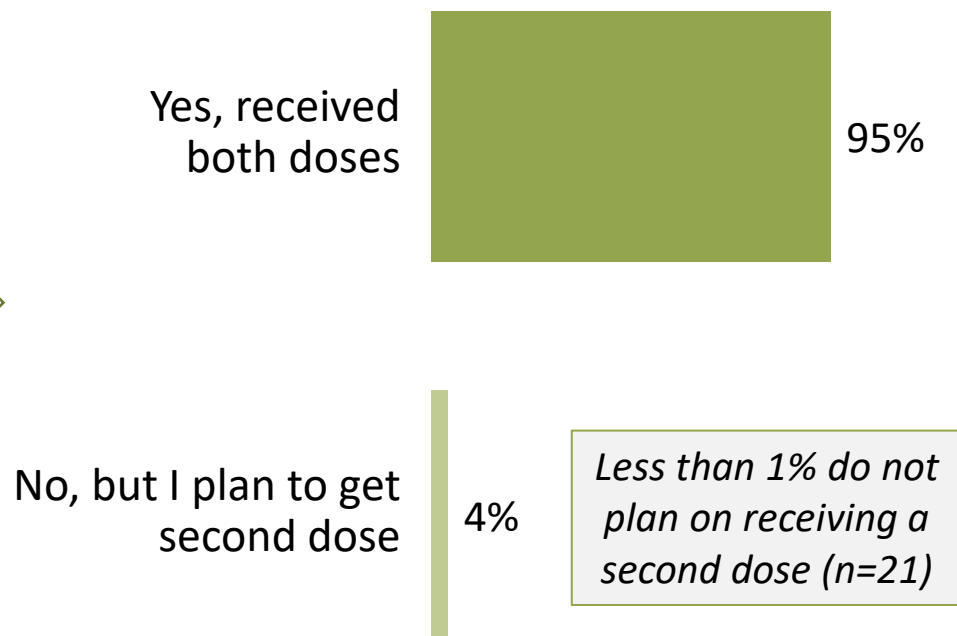 Yes, received
both doses
95%
No, but I plan to get
second dose
4%
Less than 1% do not
plan on receiving a
second dose (n=21)